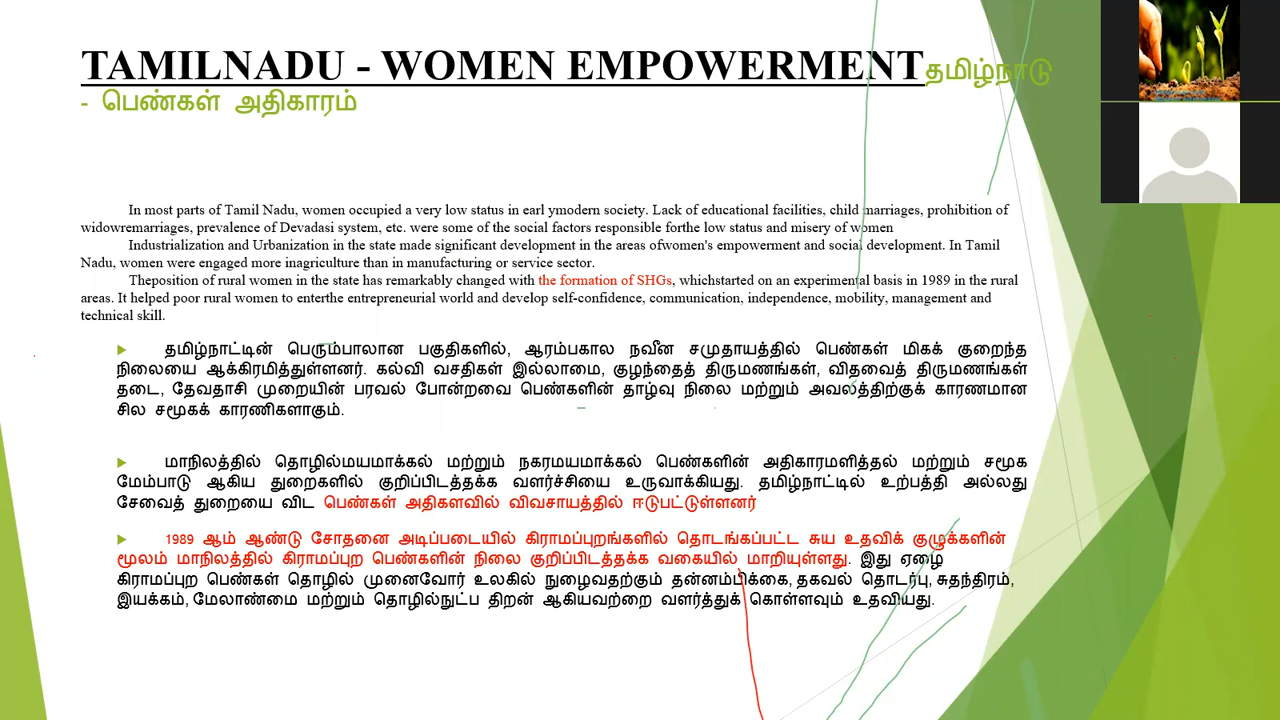 TAMILNADU - WOMEN EMPOWERMENTதமிழ்நாடு
- பெண்கள் அதிகாரம்
In most parts of Tamil Nadu, women occupied a very low status in earl ymodern society. Lack of educational facilities, child marriages, prohibition of
widowremarriages, prevalence of Devadasi system, etc. were some of the social factors responsible forthe low status and misery of women
Industrialization and Urbanization in the state made significant development in the areas ofwomen's empowerment and social development. In Tamil
Nadu, women were engaged more inagriculture than in manufacturing or service sector.
Theposition of rural women in the state has remarkably changed with the formation of SHGs, whichstarted on an experimental basis in 1989 in the rural
areas. It helped poor rural women to enterthe entrepreneurial world and develop self-confidence, communication, independence, mobility, management and
technical skill.
தமிழ்நாட்டின் பெரும்பாலான பகுதிகளில், ஆரம்பகால நவீன சமுதாயத்தில் பெண்கள் மிகக் குறைந்த
நிலையை ஆக்கிரமித்துள்ளனர். கல்வி வசதிகள் இல்லாமை, குழந்தைத் திருமணங்கள், விதவைத் திருமணங்கள்
தடை, தேவதாசி முறையின் பரவல் போன்றவை பெண்களின் தாழ்வு நிலை மற்றும் அவலத்திற்குக் காரணமான
சில சமூகக் காரணிகளாகும்.
மாநிலத்தில் தொழில்மயமாக்கல் மற்றும் நகரமயமாக்கல் பெண்களின் அதிகாரமளித்தல் மற்றும் சமூக
மேம்பாடு ஆகிய துறைகளில் குறிப்பிடத்தக்க வளர்ச்சியை உருவாக்கியது. தமிழ்நாட்டில் உற்பத்தி அல்லது
சேவைத் துறையை விட பெண்கள் அதிகளவில் விவசாயத்தில் ஈடுபட்டுள்ளனர்
1989 ஆம் ஆண்டு சோதனை அடிப்படையில் கிராமப்புறங்களில் தொடங்கப்பட்ட சுய உதவிக் குழுக்களின்
மூலம் மாநிலத்தில் கிராமப்புற பெண்களின் நிலை குறிப்பிடத்தக்க வகையில் மாறியுள்ளது. இது ஏழை
கிராமப்புற பெண்கள் தொழில் முனைவோர் உலகில் நுழைவதற்கும் தன்னம்பிக்கை, தகவல் தொடர்பு, சுதந்திரம்,
இயக்கம், மேலாண்மை மற்றும் தொழில்நுட்ப திறன் ஆகியவற்றை வளர்த்துக் கொள்ளவும் உதவியது.